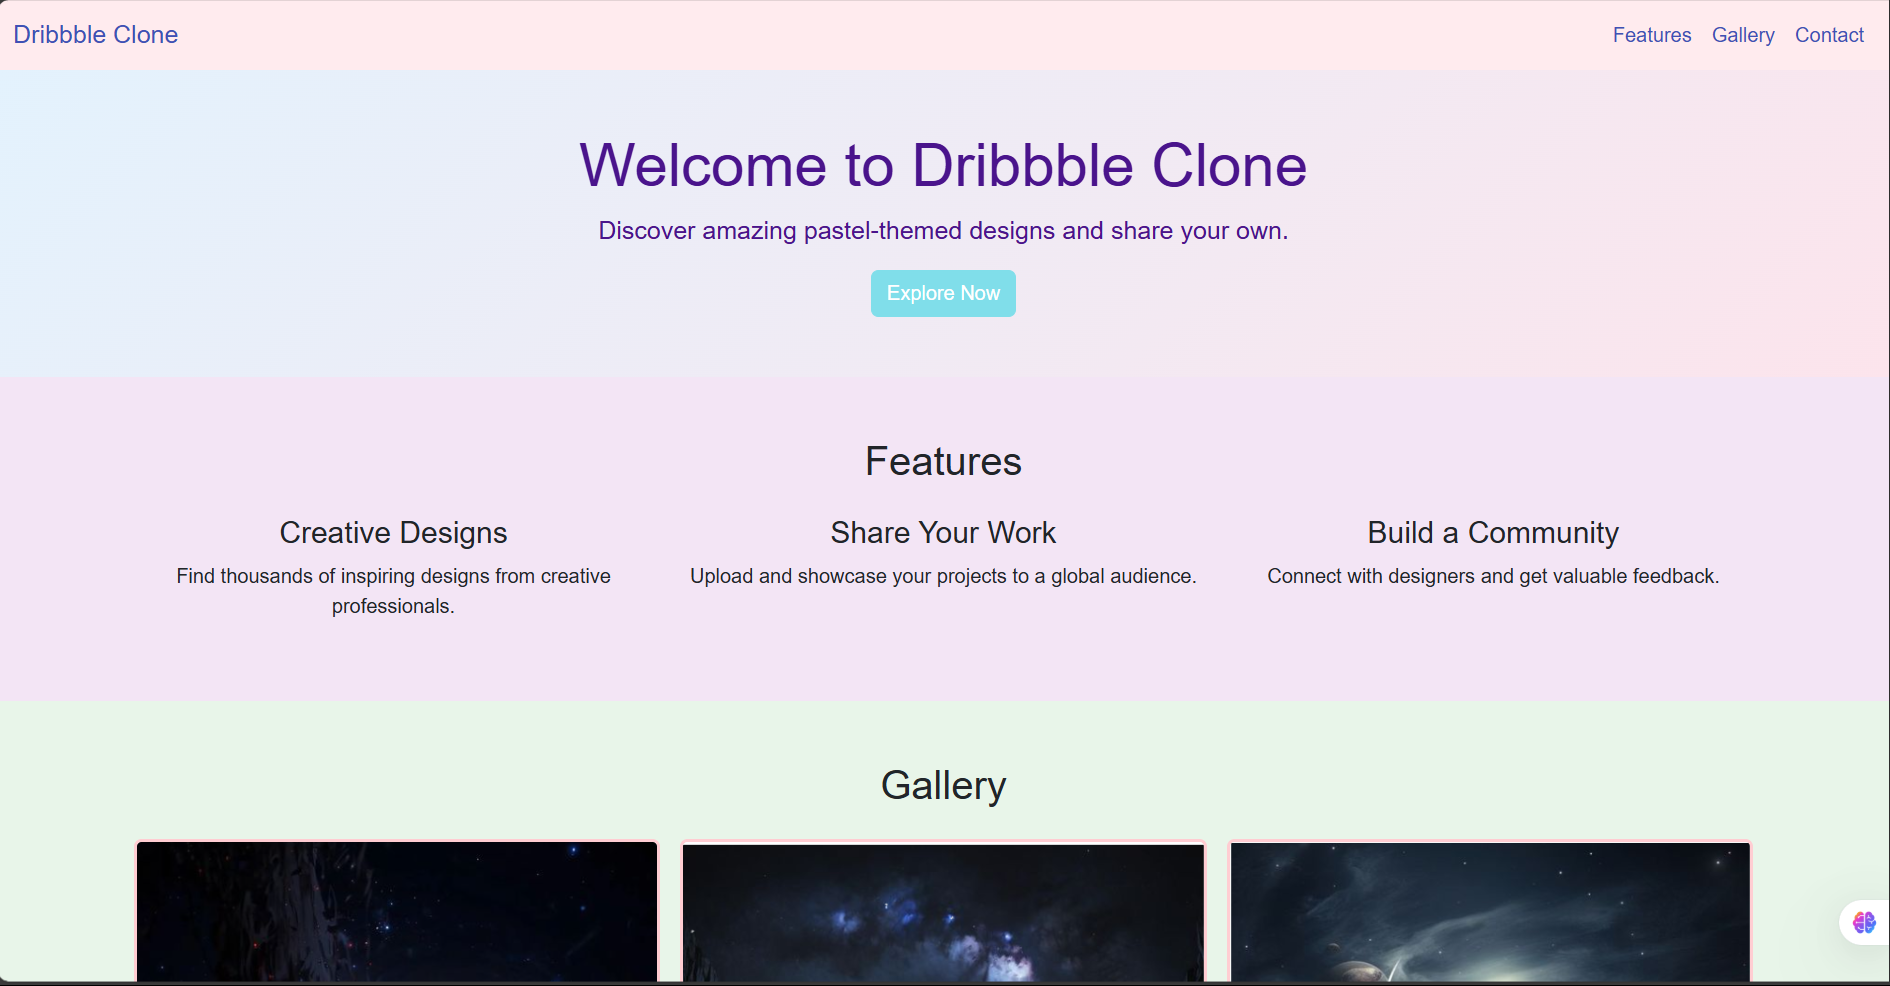 Dribbble Clone
Features Gallery Contact
Welcome to Dribbble Clone
Discover amazing pastel-themed designs and share your own.
Explore Now
Features
Creative Designs
Find thousands of inspiring designs from creative
professionals.
Share Your Work
Upload and showcase your projects to a global audience.
Build a Community
Connect with designers and get valuable feedback.
Gallery